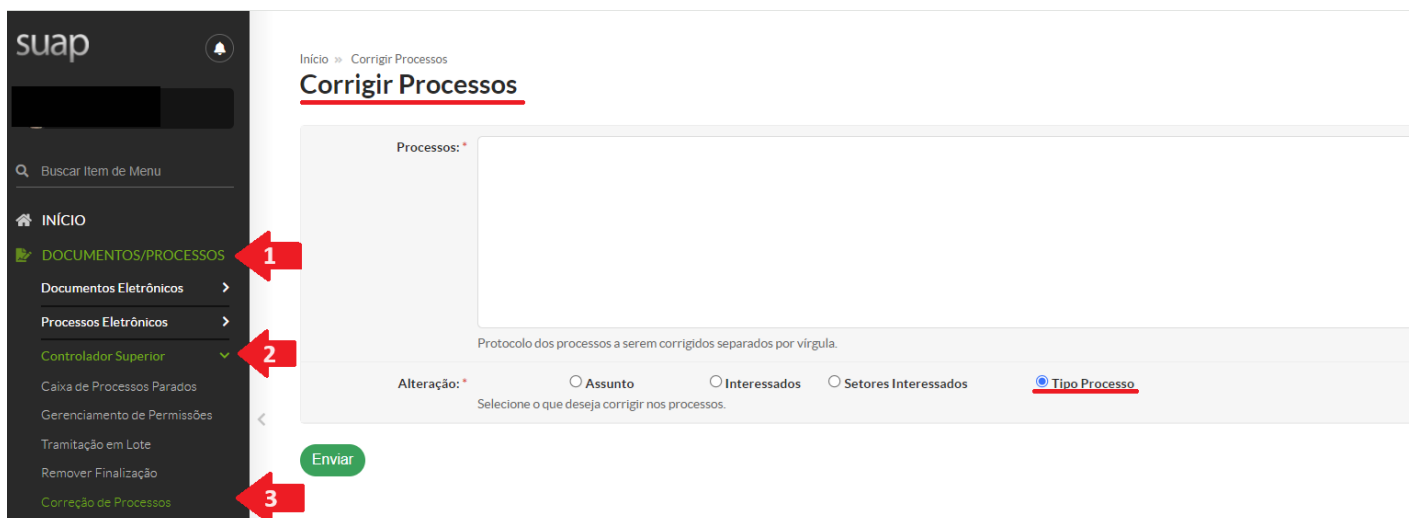 suap
Buscar Item de Menu
INÍCIO
DOCUMENTOS/PROCESSOS
1
Documentos Eletrônicos
Processos Eletrônicos
Controlador Superior
2
Caixa de Processos Parados
Gerenciamento de Permissões
Tramitação em Lote
Remover Finalização
Correção de Processos
3
Início » Corrigir Processos
Corrigir Processos
Processos: *
Protocolo dos processos a serem corrigidos separados por vírgula.
Alteração: * Assunto Interessados Setores Interessados Tipo Processo
Selecione o que deseja corrigir nos processos.
Enviar